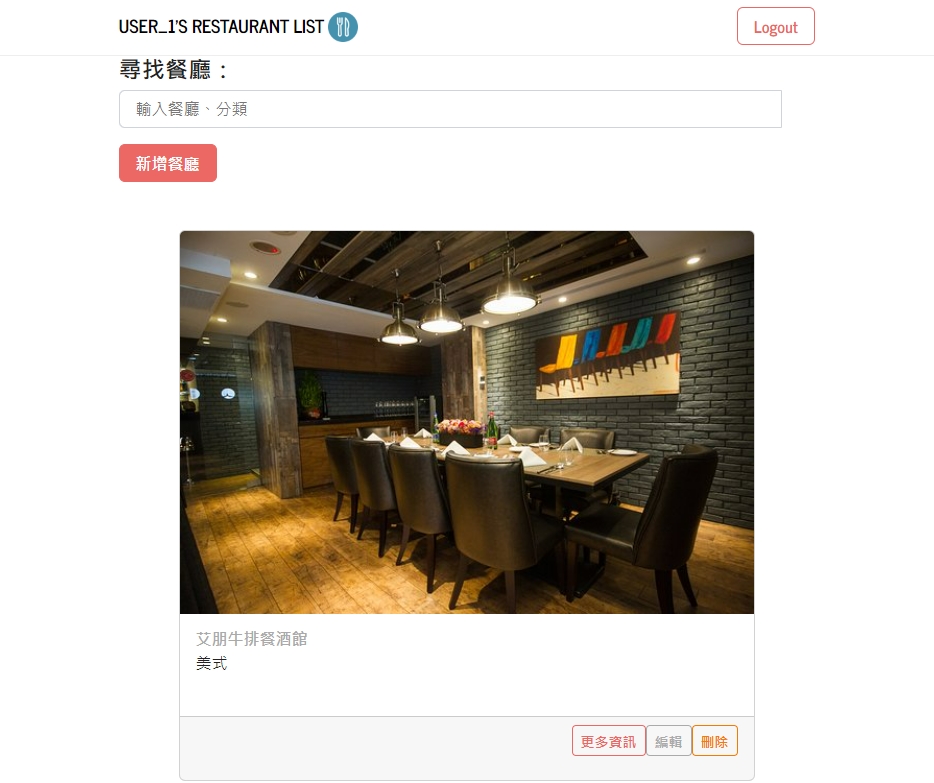 USER_1'S RESTAURANT LIST
Logout
尋找餐廳：
輸入餐廳、分類
新增餐廳
艾朋牛排餐酒館
美式
更多資訊
編輯
刪除